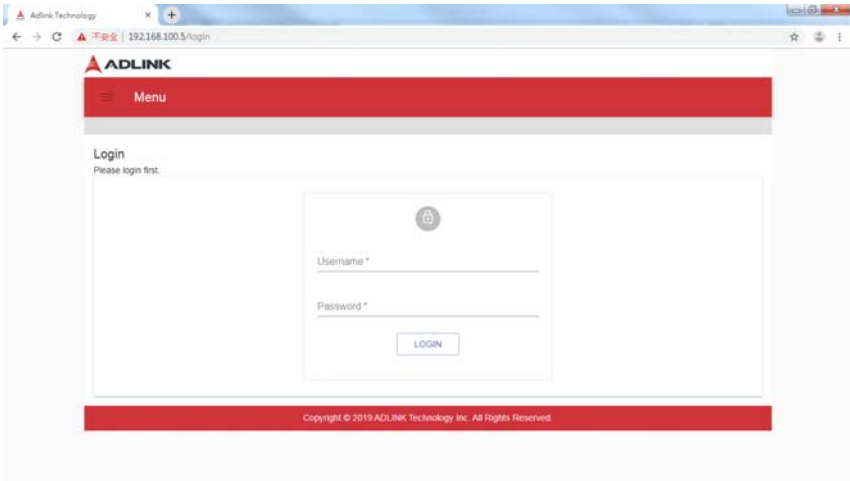 Adlink Technology
不安全 | 192.168.100.5/login
ADLINK
Menu
Login
Please login first.
Username *
Password *
LOGIN
Copyright © 2019 ADLINK Technology Inc. All Rights Reserved.